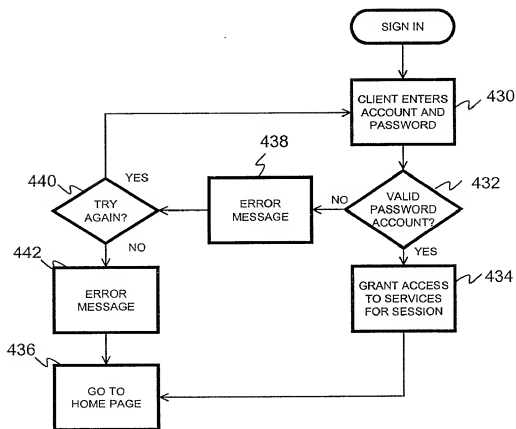 SIGN IN
CLIENT ENTERS
ACCOUNT AND
PASSWORD
430
438
440
YES
TRY
AGAIN?
NO
ERROR
MESSAGE
NO
VALID
PASSWORD
ACCOUNT?
432
YES
442
ERROR
MESSAGE
GRANT ACCESS
TO SERVICES
FOR SESSION
434
436
GO TO
HOME PAGE